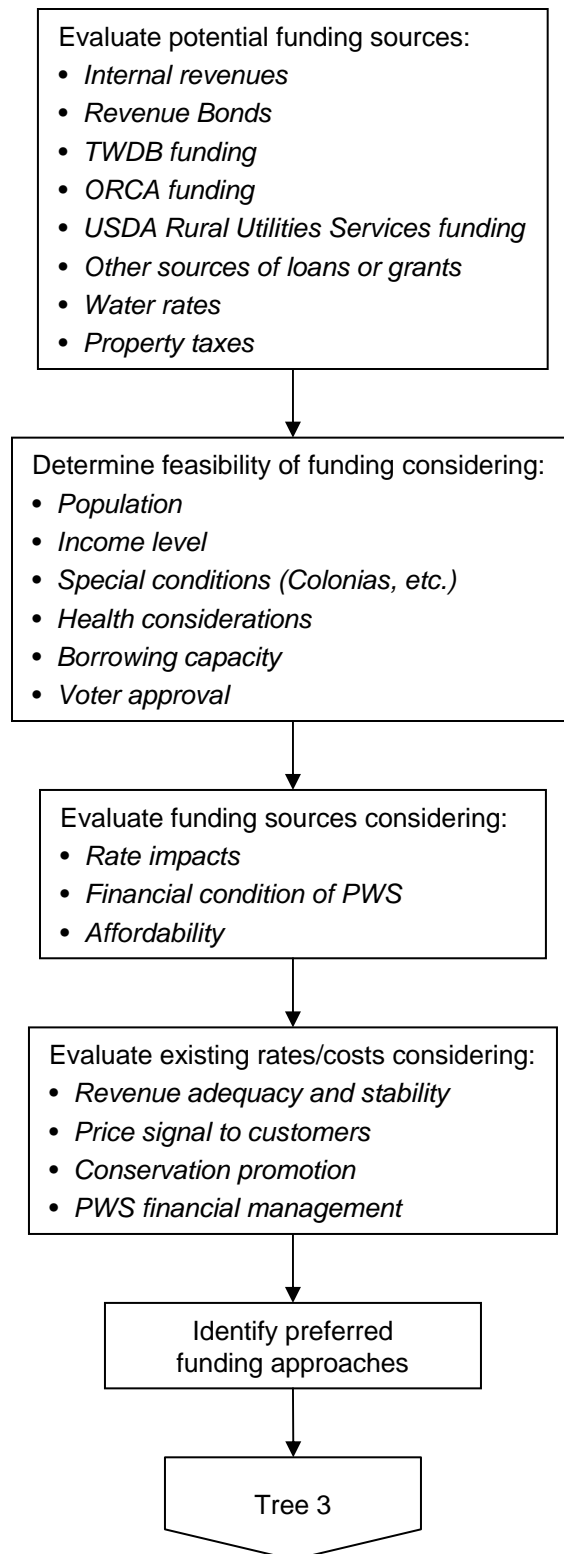 Evaluate potential funding sources:
• Internal revenues
• Revenue Bonds
• TWDB funding
• ORCA funding
• USDA Rural Utilities Services funding
• Other sources of loans or grants
• Water rates
• Property taxes
Determine feasibility of funding considering:
• Population
• Income level
• Special conditions (Colonias, etc.)
• Health considerations
• Borrowing capacity
• Voter approval
Evaluate funding sources considering:
• Rate impacts
• Financial condition of PWS
• Affordability
Evaluate existing rates/costs considering:
• Revenue adequacy and stability
• Price signal to customers
• Conservation promotion
• PWS financial management
Identify preferred
funding approaches
Tree 3